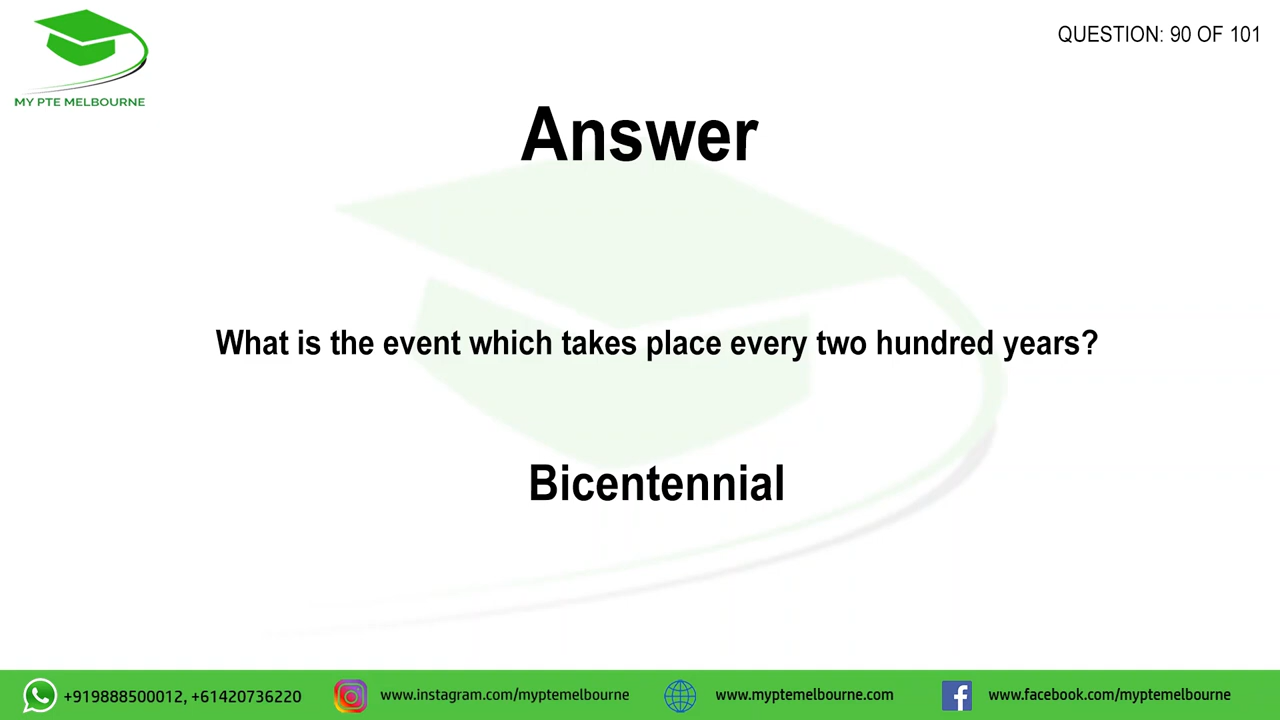 MY PTE MELBOURNE
QUESTION: 90 OF 101
Answer
What is the event which takes place every two hundred years?
Bicentennial
+919888500012, +61420736220
www.instagram.com/myptemelbourne
www.myptemelbourne.com
www.facebook.com/myptemelbourne